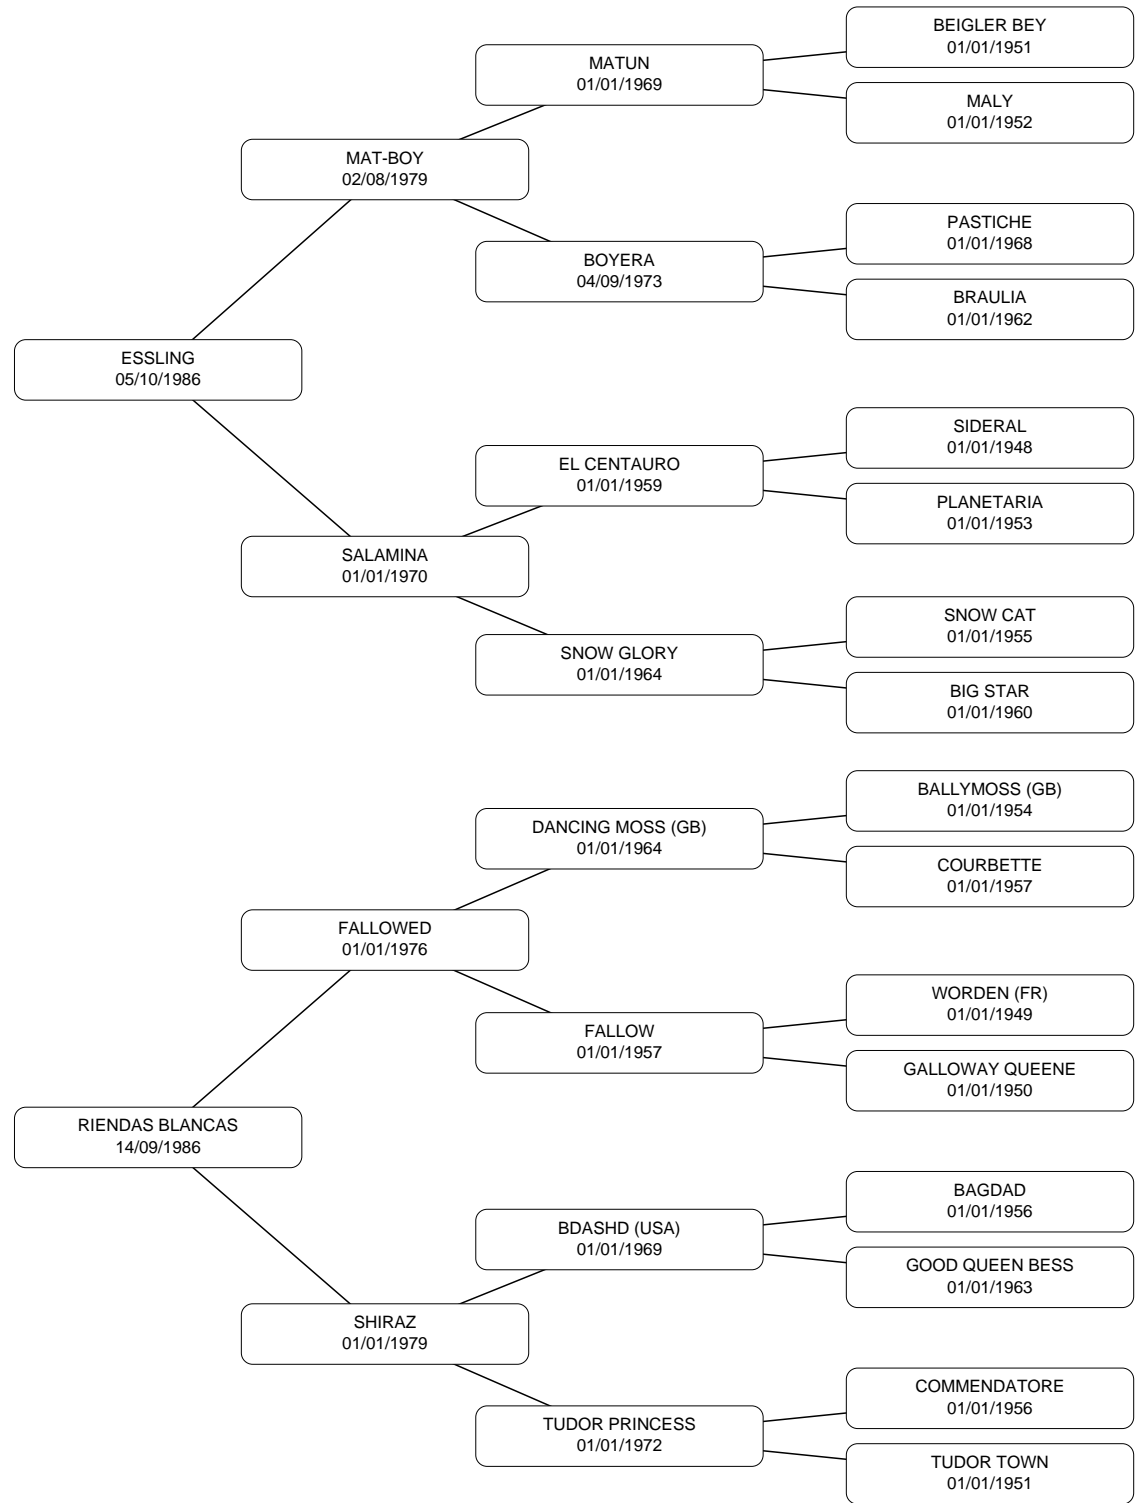 BEIGLER BEY
01/01/1951
MATUN
01/01/1969
MALY
01/01/1952
MAT-BOY
02/08/1979
PASTICHE
01/01/1968
BOYERA
04/09/1973
BRAULIA
01/01/1962
ESSLING
05/10/1986
SIDERAL
01/01/1948
EL CENTAURO
01/01/1959
PLANETARIA
01/01/1953
SALAMINA
01/01/1970
SNOW CAT
01/01/1955
SNOW GLORY
01/01/1964
BIG STAR
01/01/1960
BALLYMOSS (GB)
01/01/1954
DANCING MOSS (GB)
01/01/1964
COURBETTE
01/01/1957
FALLOWED
01/01/1976
WORDEN (FR)
01/01/1949
FALLOW
01/01/1957
GALLOWAY QUEENE
01/01/1950
RIENDAS BLANCAS
14/09/1986
BAGDAD
01/01/1956
BDASHD (USA)
01/01/1969
GOOD QUEEN BESS
01/01/1963
SHIRAZ
01/01/1979
COMMENDATORE
01/01/1956
TUDOR PRINCESS
01/01/1972
TUDOR TOWN
01/01/1951